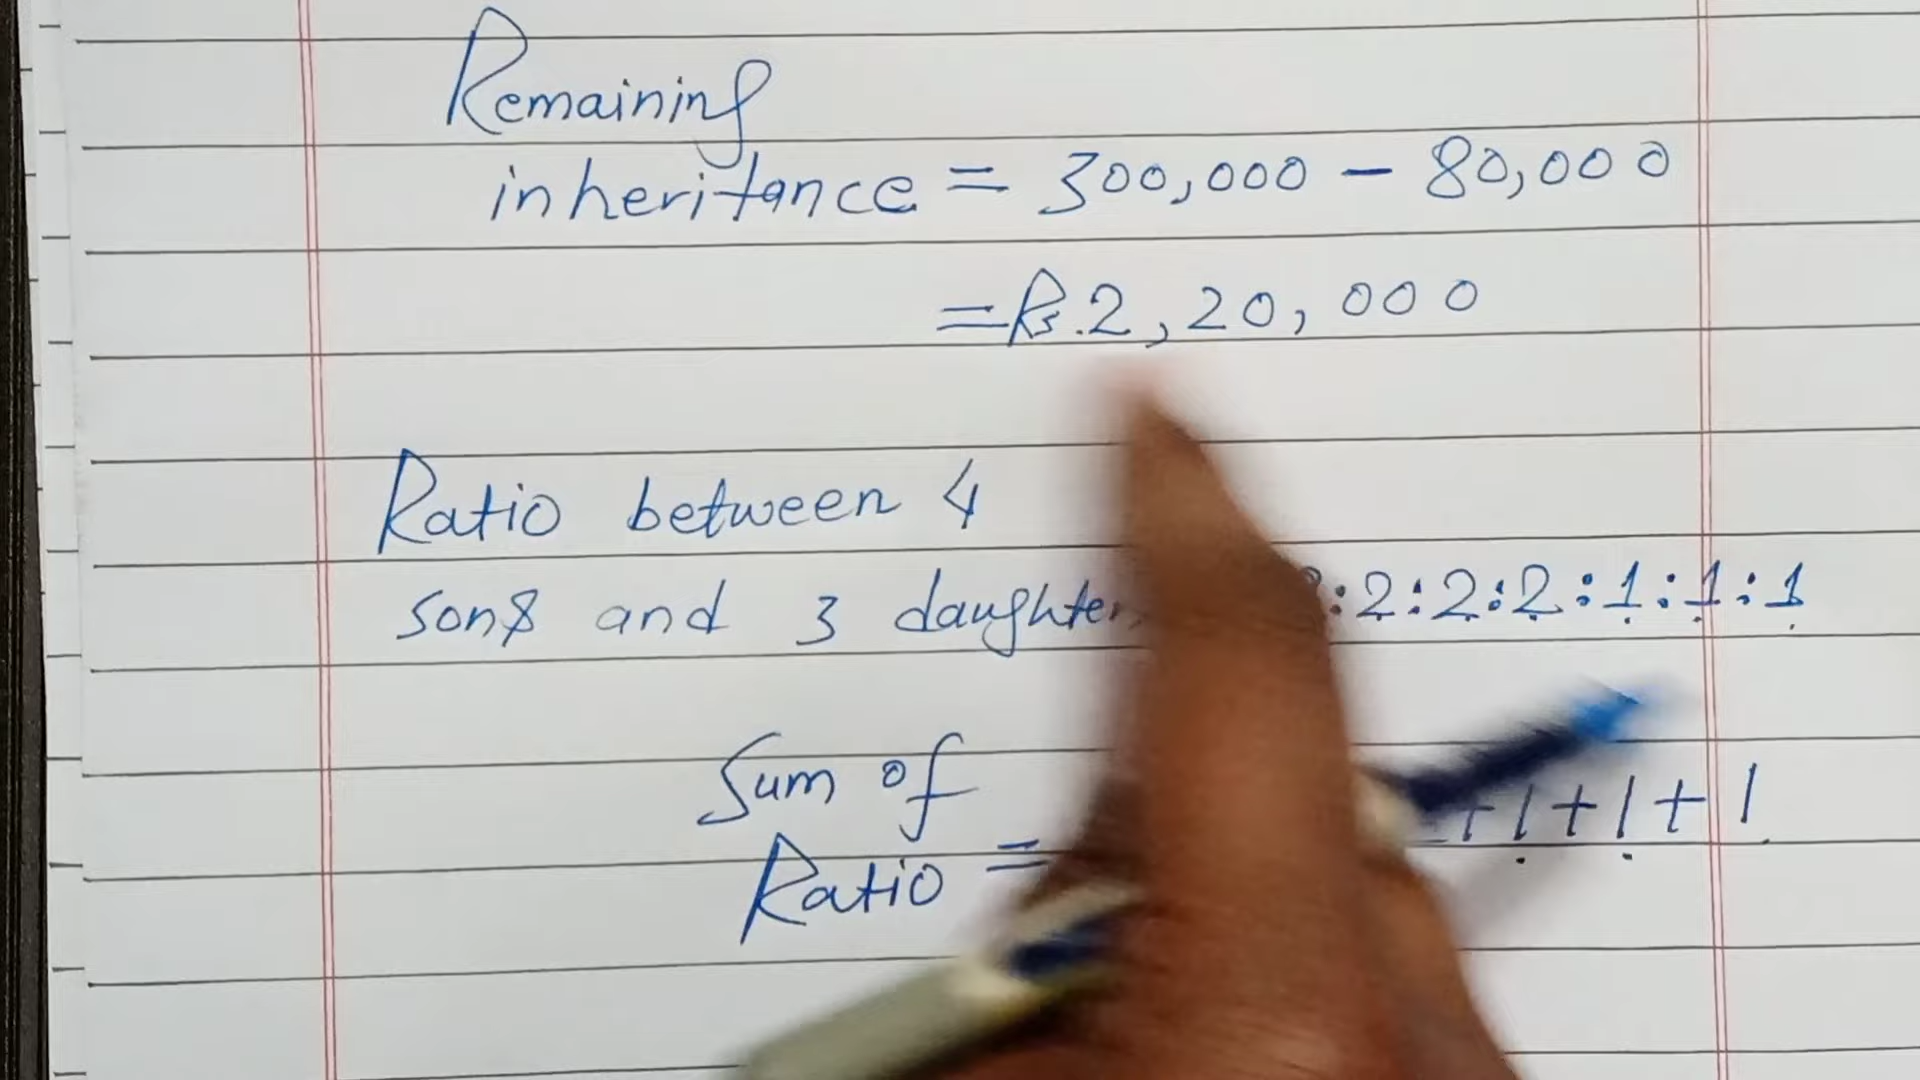 Remaining
inheritance = 300,000 - 80,000
= Rs. 2,20,000
Ratio between 4
sons and 3 daughter :2:2:2:1:1:1
Sum of
Ratio = +1+1+1